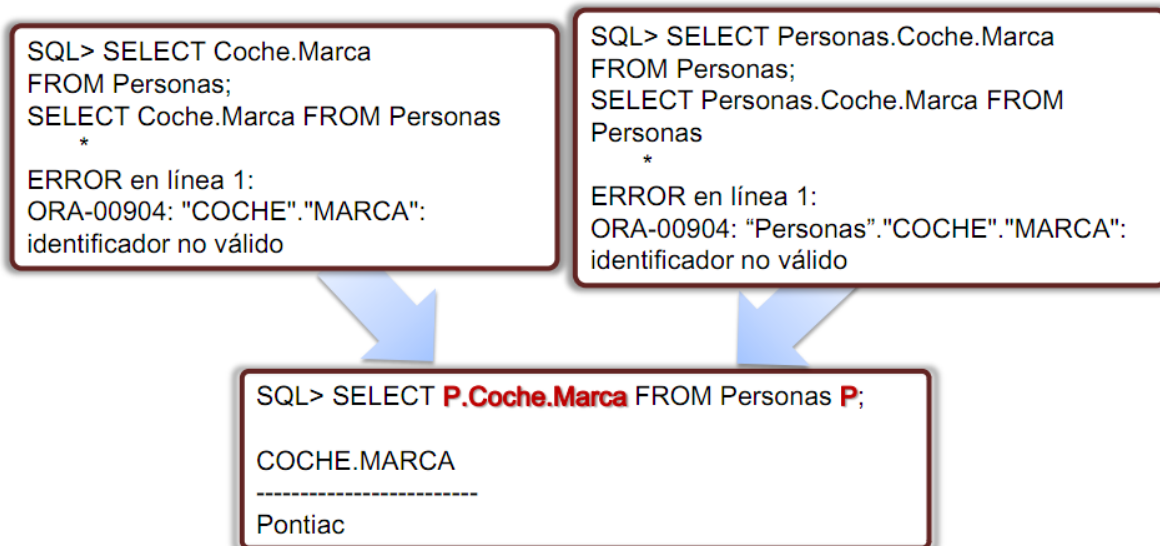 SQL> SELECT Coche.Marca
FROM Personas;
SELECT Coche.Marca FROM Personas
*
ERROR en línea 1:
ORA-00904: "COCHE"."MARCA":
identificador no válido
SQL> SELECT Personas.Coche.Marca
FROM Personas;
SELECT Personas.Coche.Marca FROM
Personas
*
ERROR en línea 1:
ORA-00904: “Personas”."COCHE"."MARCA":
identificador no válido
SQL> SELECT P.Coche.Marca FROM Personas P;
COCHE.MARCA
-------------------------
Pontiac